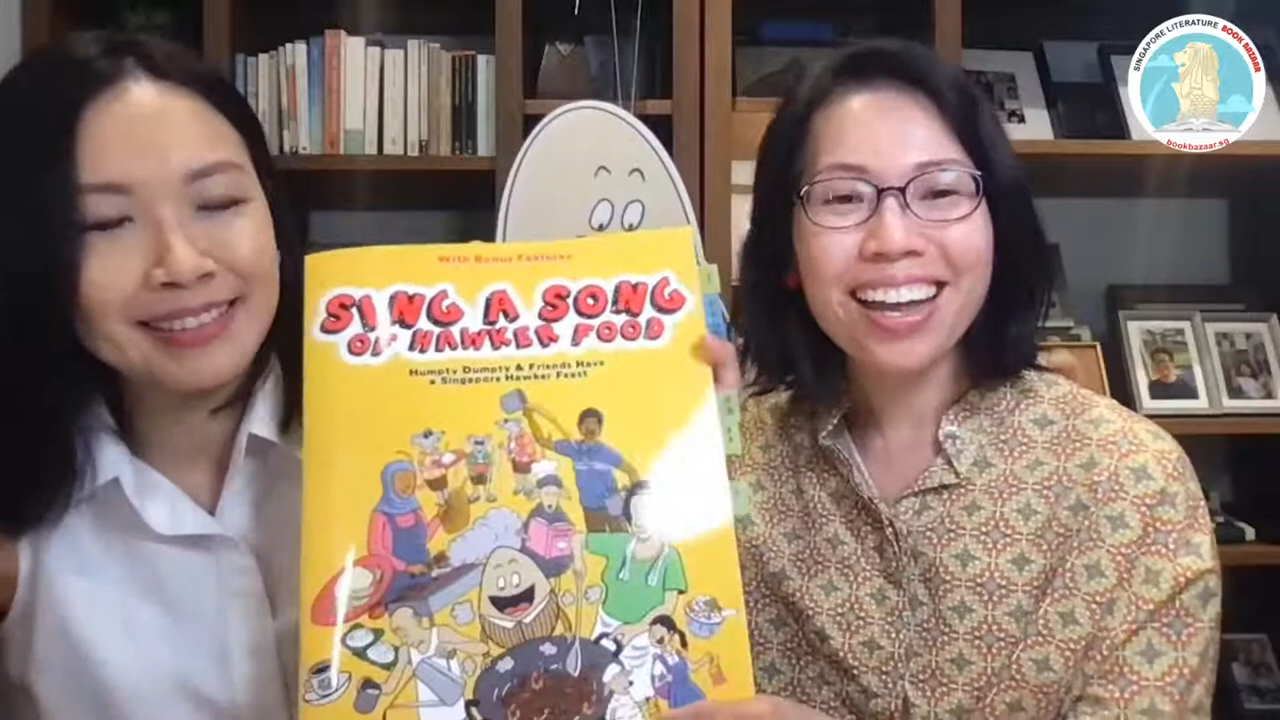 SINGAPORE LITERATURE BOOK BAZAAR
bookbazaar.sg
With Bonus Features
SING A SONG
OF HAWKER FOOD
Humpty Dumpty & Friends Have
a Singapore Hawker Feast